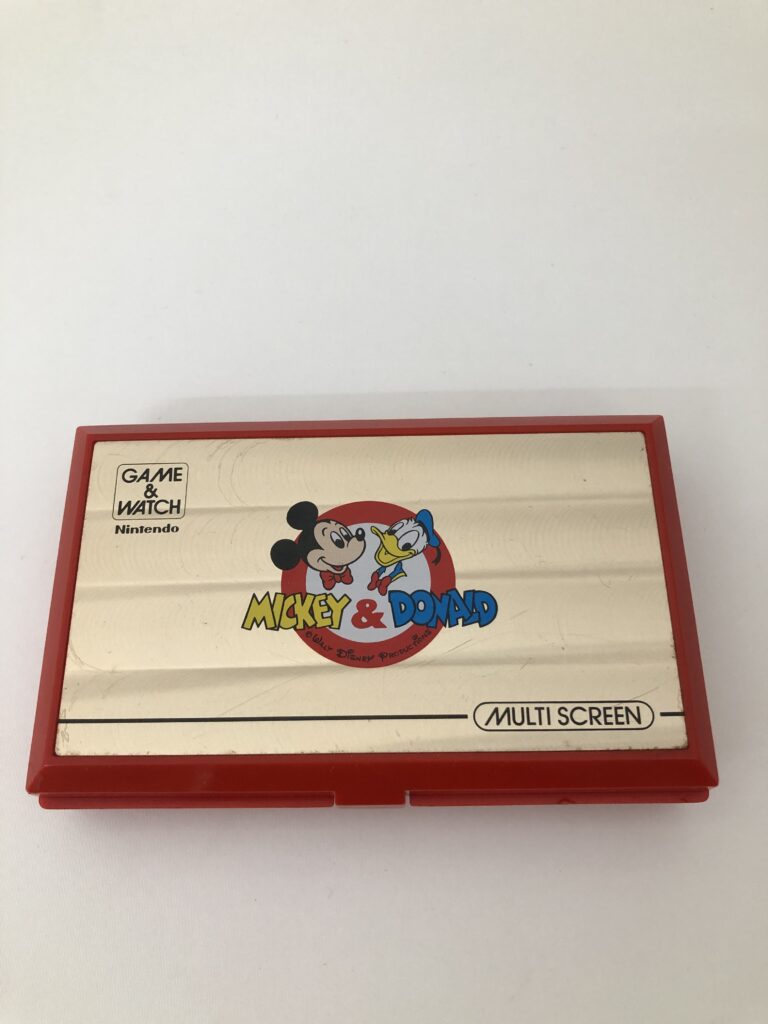 GAME
&
WATCH
Nintendo
MICKEY & DONALD
© WALT DISNEY PRODUCTIONS
MULTI SCREEN